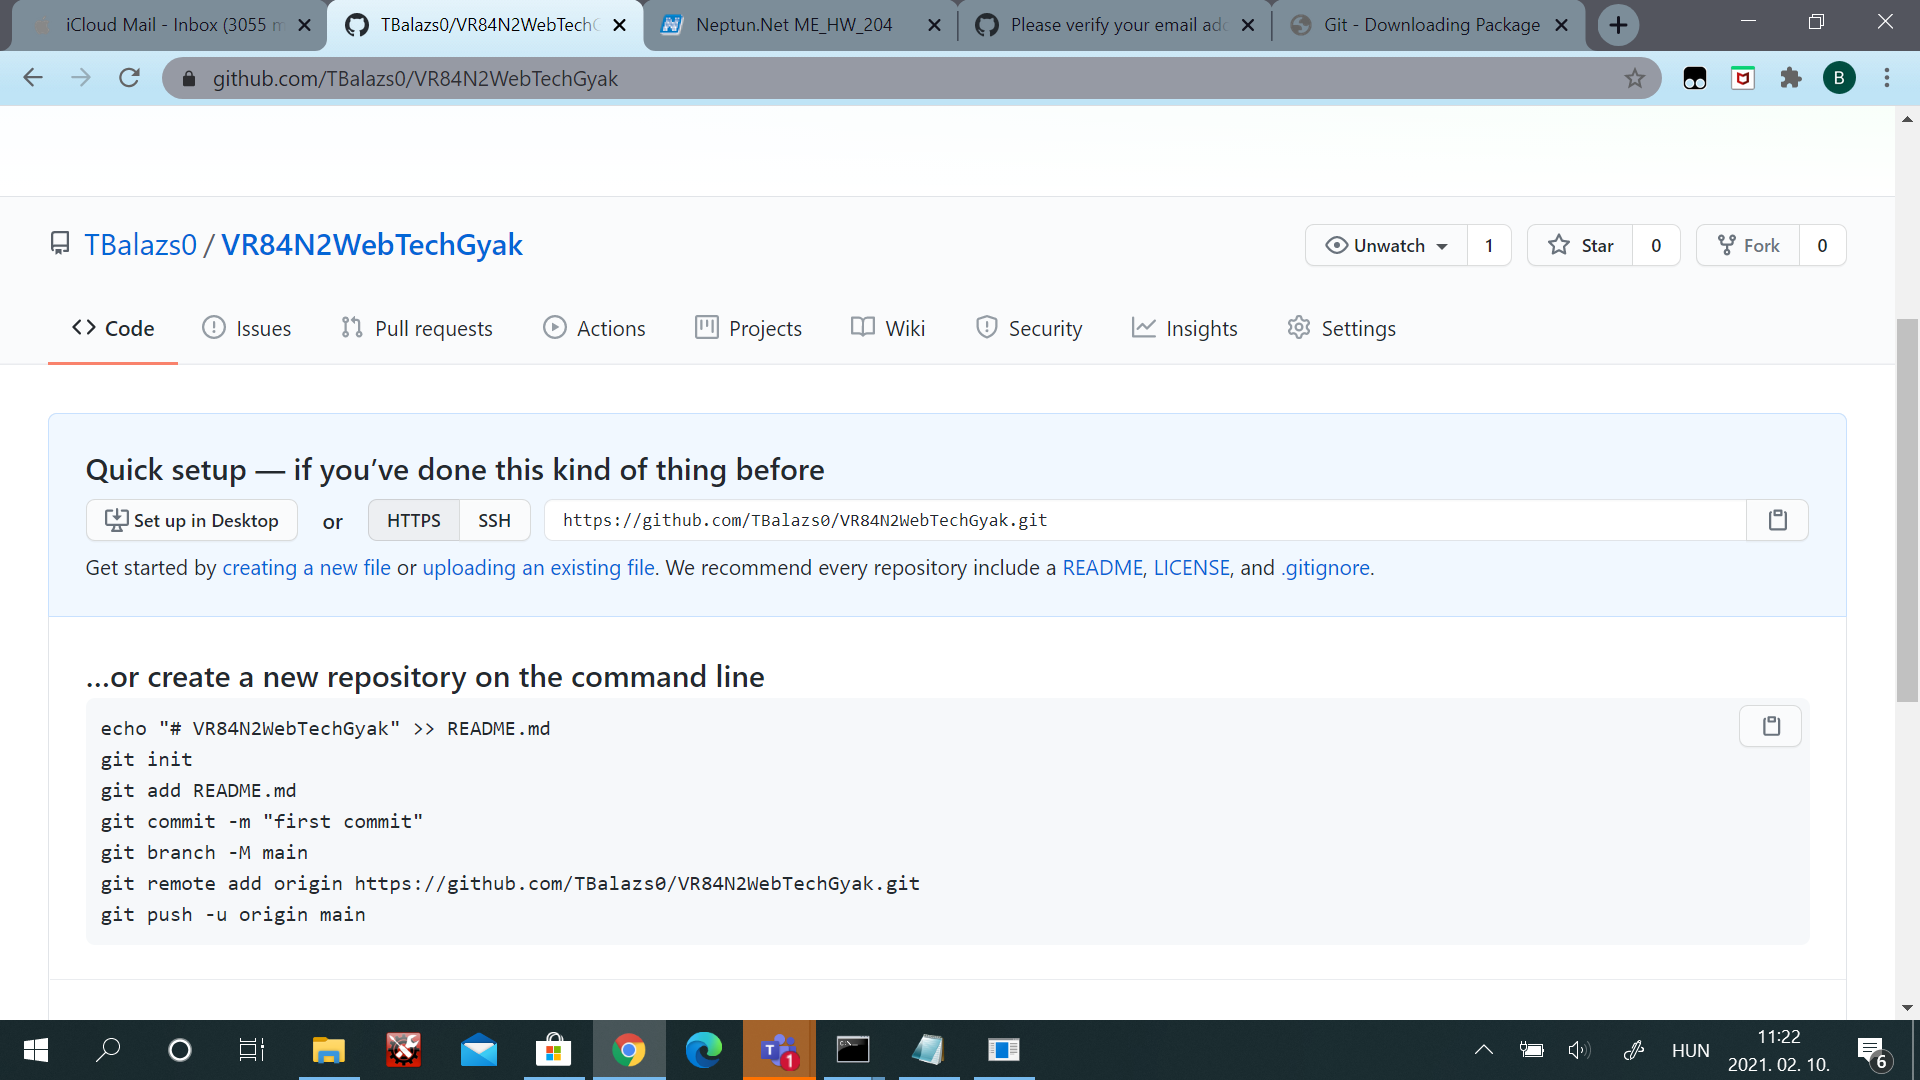 iCloud Mail - Inbox (3055 m
TBalazs0/VR84N2WebTechG
Neptun.Net ME_HW_204
Please verify your email add
Git - Downloading Package
github.com/TBalazs0/VR84N2WebTechGyak
B
TBalazs0 / VR84N2WebTechGyak
Unwatch 1
Star 0
Fork 0
Code
Issues
Pull requests
Actions
Projects
Wiki
Security
Insights
Settings
Quick setup — if you’ve done this kind of thing before
Set up in Desktop or HTTPS SSH https://github.com/TBalazs0/VR84N2WebTechGyak.git
Get started by creating a new file or uploading an existing file. We recommend every repository include a README, LICENSE, and .gitignore.
…or create a new repository on the command line
echo "# VR84N2WebTechGyak" >> README.md
git init
git add README.md
git commit -m "first commit"
git branch -M main
git remote add origin https://github.com/TBalazs0/VR84N2WebTechGyak.git
git push -u origin main
T 1
HUN
11:22
2021. 02. 10.
6